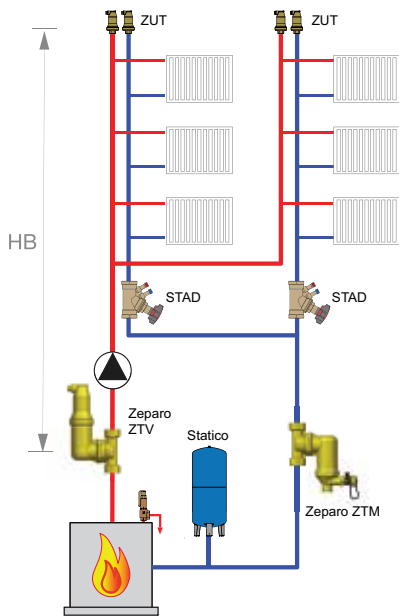 ZUT
ZUT
HB
STAD
STAD
Zeparo
ZTV
Statico
Zeparo ZTM